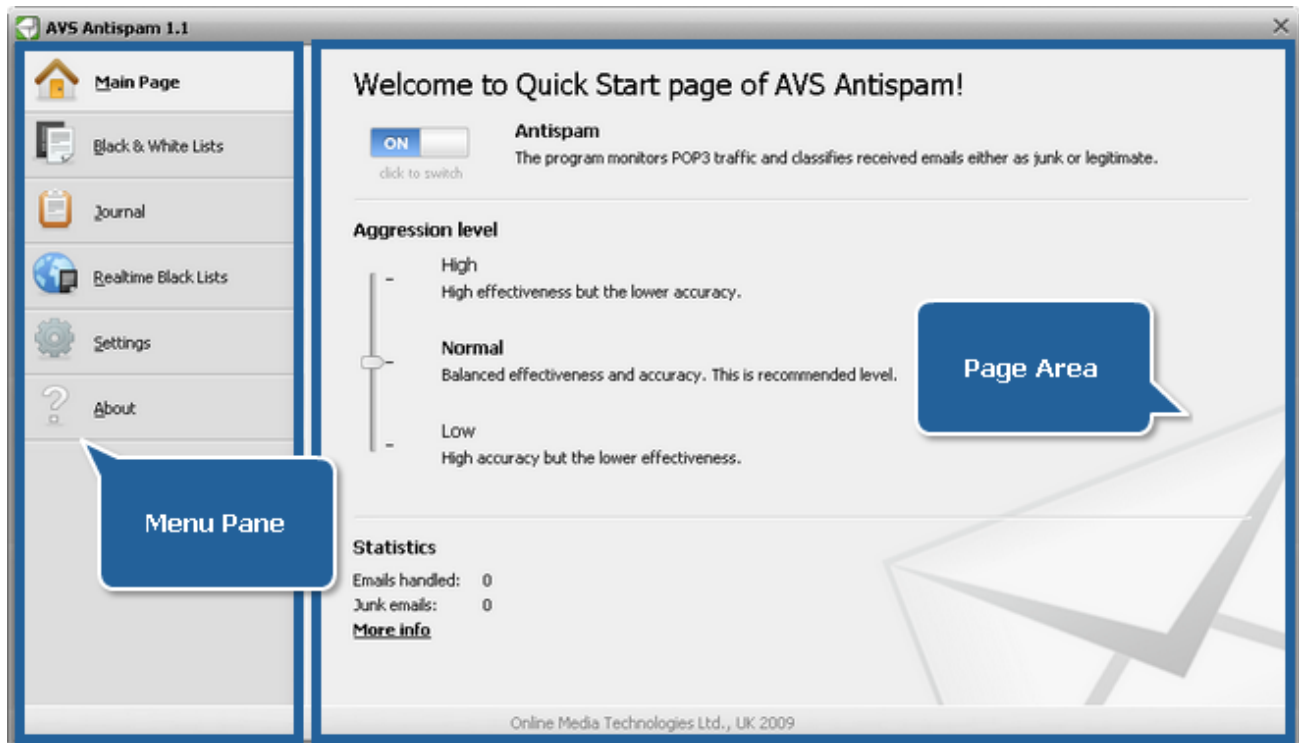 AVS Antispam 1.1
Main Page
Black & White Lists
Journal
Realtime Black Lists
Settings
About
Menu Pane
Welcome to Quick Start page of AVS Antispam!
ON
click to switch
Antispam
The program monitors POP3 traffic and classifies received emails either as junk or legitimate.
Aggression level
High
High effectiveness but the lower accuracy.
Normal
Balanced effectiveness and accuracy. This is recommended level.
Low
High accuracy but the lower effectiveness.
Page Area
Statistics
Emails handled: 0
Junk emails: 0
More info
Online Media Technologies Ltd., UK 2009